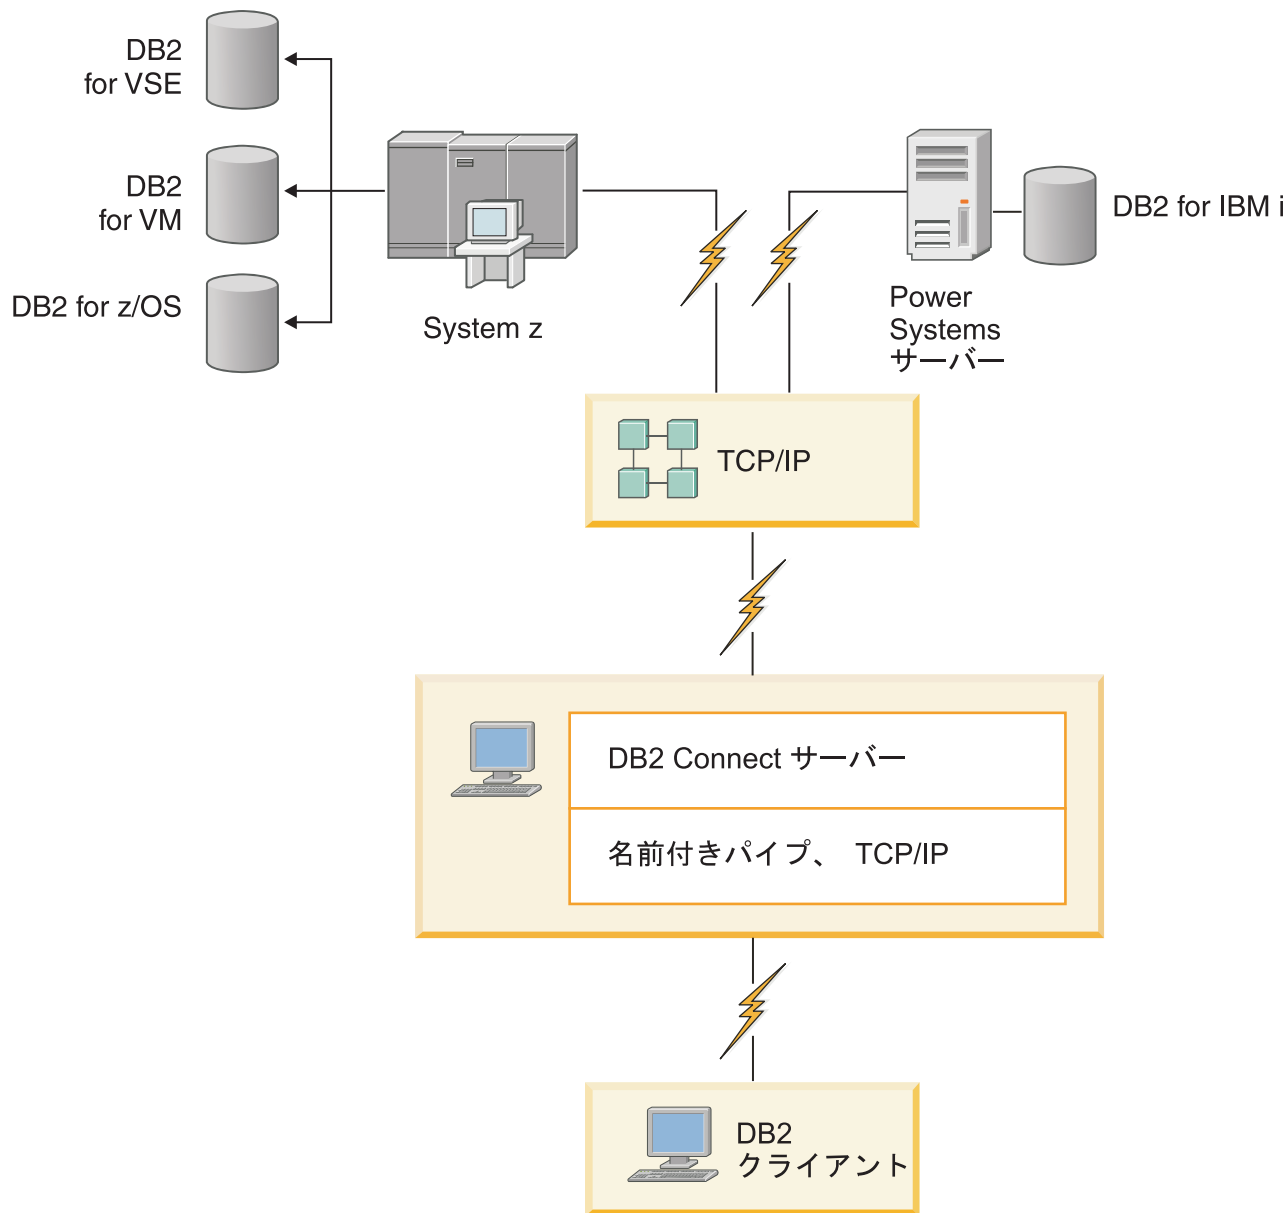 DB2
for VSE
DB2
for VM
DB2 for z/OS
System z
Power
Systems
サーバー
DB2 for IBM i
TCP/IP
DB2 Connect サーバー
名前付きパイプ、 TCP/IP
DB2
クライアント